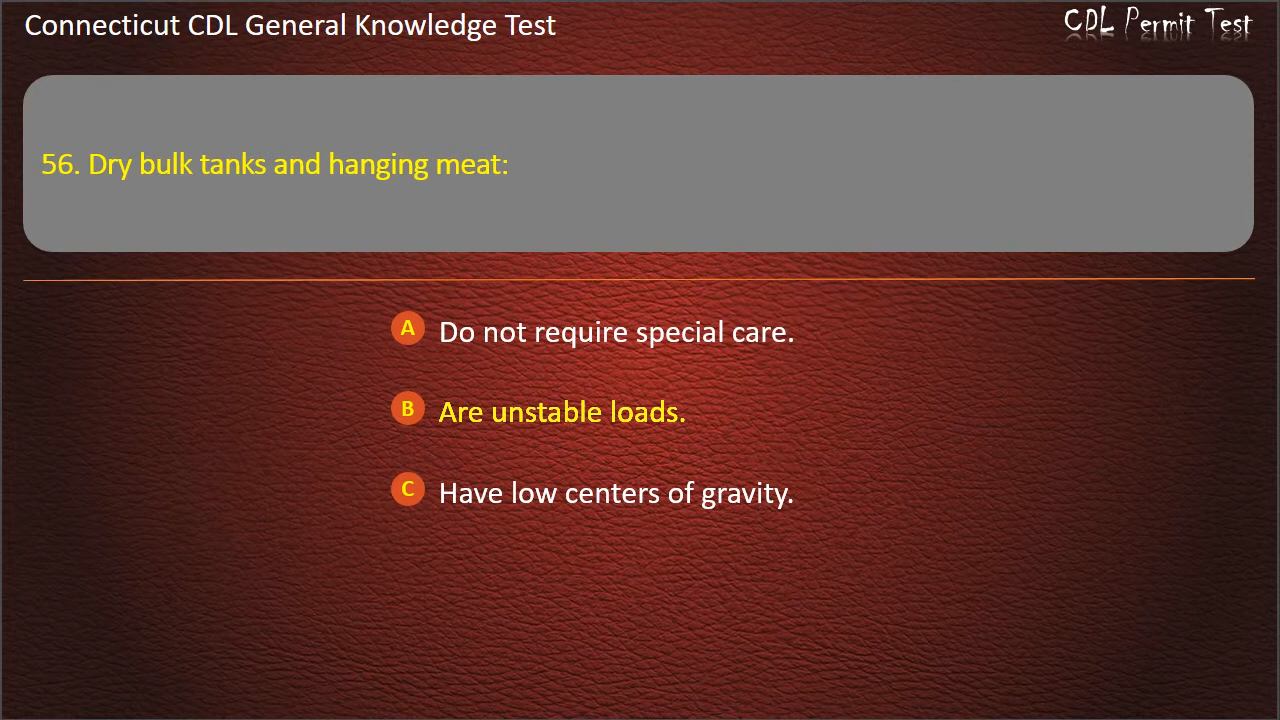 Connecticut CDL General Knowledge Test
CDL Permit Test
56. Dry bulk tanks and hanging meat:
A Do not require special care.
B Are unstable loads.
C Have low centers of gravity.